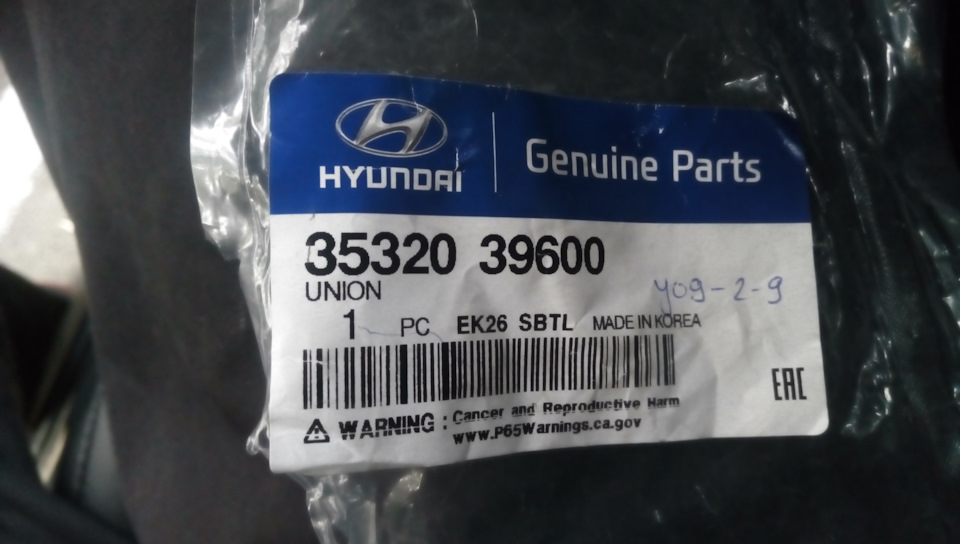 HYUNDAI
Genuine Parts
35320 39600
UNION
y09-2-9
1 PC EK26 SBTL MADE IN KOREA
EAC
WARNING : Cancer and Reproductive Harm
www.P65Warnings.ca.gov